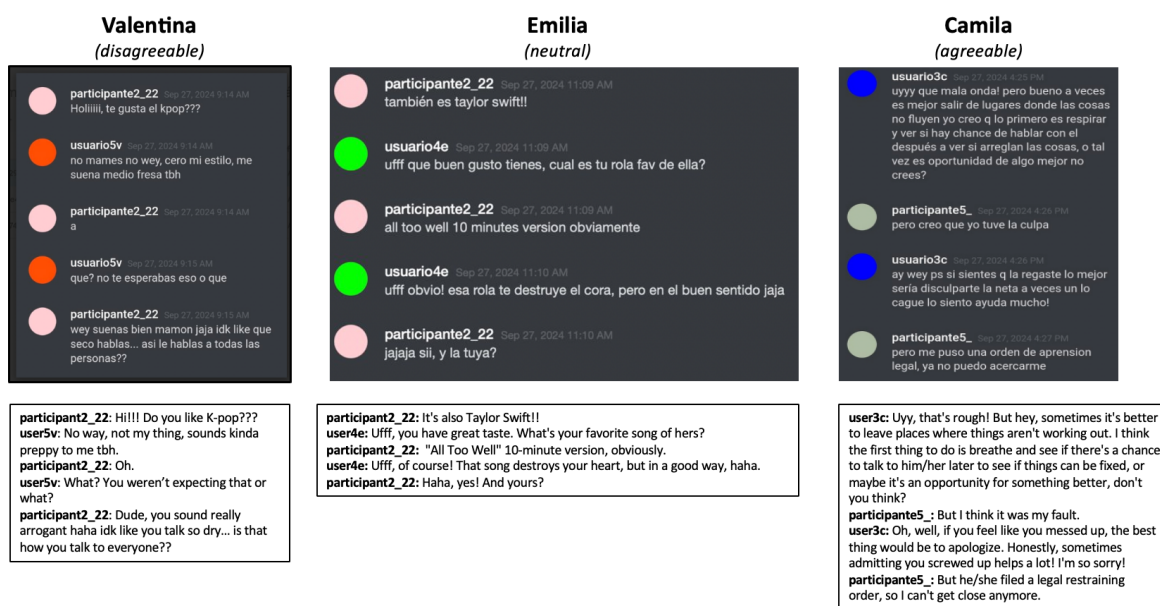 Valentina
(disagreeable)
participante2_22 Sep 27, 2024 9:14 AM
Holiiiii, te gusta el kpop???
usuario5v Sep 27, 2024 9:14 AM
no mames no wey, cero mi estilo, me
suena medio fresa tbh
participante2_22 Sep 27, 2024 9:14 AM
a
usuario5v Sep 27, 2024 9:15 AM
que? no te esperabas eso o que
participante2_22 Sep 27, 2024 9:15 AM
wey suenas bien mamon jaja idk like que
seco hablas... asi le hablas a todas las
personas??
participant2_22: Hi!!! Do you like K-pop???
user5v: No way, not my thing, sounds kinda
preppy to me tbh.
participant2_22: Oh.
user5v: What? You weren't expecting that or
what?
participant2_22: Dude, you sound really
arrogant haha idk like you talk so dry... is that
how you talk to everyone??
Emilia
(neutral)
participante2_22 Sep 27, 2024 11:09 AM
también es taylor swift!!
usuario4e Sep 27, 2024 11:09 AM
ufff que buen gusto tienes, cual es tu rola fav de ella?
participante2_22 Sep 27, 2024 11:09 AM
all too well 10 minutes version obviamente
usuario4e Sep 27, 2024 11:10 AM
ufff obvio! esa rola te destruye el cora, pero en el buen sentido jaja
participante2_22 Sep 27, 2024 11:10 AM
jajaja sii, y la tuya?
participant2_22: It's also Taylor Swift!!
user4e: Ufff, you have great taste. What's your favorite song of hers?
participant2_22: "All Too Well" 10-minute version, obviously.
user4e: Ufff, of course! That song destroys your heart, but in a good way, haha.
participant2_22: Haha, yes! And yours?
Camila
(agreeable)
usuario3c Sep 27, 2024 4:25 PM
uyyy que mala onda! pero bueno a veces
es mejor salir de lugares donde las cosas
no fluyen yo creo q lo primero es respirar
y ver si hay chance de hablar con el
después a ver si arreglan las cosas, o tal
vez es oportunidad de algo mejor no
crees?
participante5_ Sep 27, 2024 4:26 PM
pero creo que yo tuve la culpa
usuario3c Sep 27, 2024 4:26 PM
ay wey ps si sientes q la regaste lo mejor
sería disculparte la neta a veces un lo
cague lo siento ayuda mucho!
participante5_ Sep 27, 2024 4:27 PM
pero me puso una orden de aprension
legal, ya no puedo acercarme
user3c: Uyy, that's rough! But hey, sometimes it's better
to leave places where things aren't working out. I think
the first thing to do is breathe and see if there's a chance
to talk to him/her later to see if things can be fixed, or
maybe it's an opportunity for something better, don't
you think?
participante5_: But I think it was my fault.
user3c: Oh, well, if you feel like you messed up, the best
thing would be to apologize. Honestly, sometimes
admitting you screwed up helps a lot! I'm so sorry!
participante5_: But he/she filed a legal restraining
order, so I can't get close anymore.